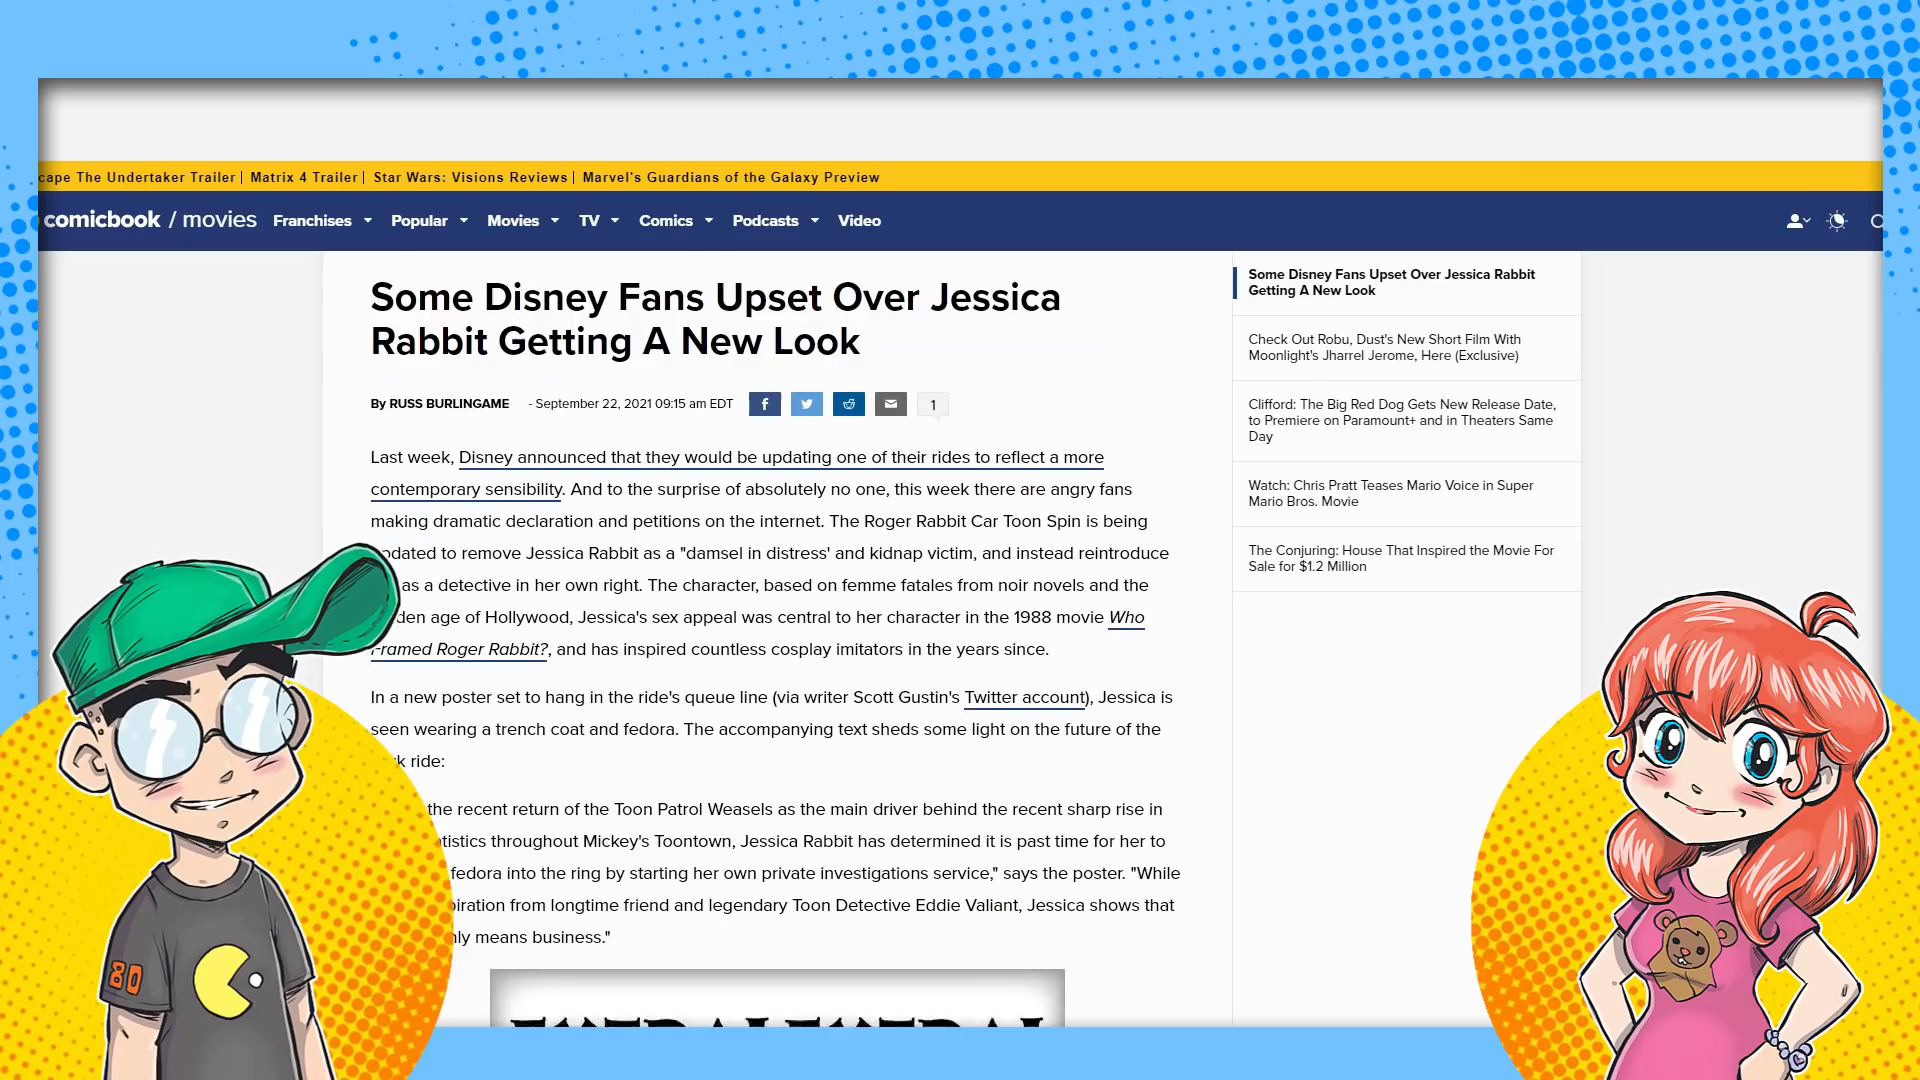 cape The Undertaker Trailer | Matrix 4 Trailer | Star Wars: Visions Reviews | Marvel's Guardians of the Galaxy Preview
comicbook / movies Franchises Popular Movies TV Comics Podcasts Video
Some Disney Fans Upset Over Jessica
Rabbit Getting A New Look
By RUSS BURLINGAME - September 22, 2021 09:15 am EDT 1
Last week, Disney announced that they would be updating one of their rides to reflect a more
contemporary sensibility. And to the surprise of absolutely no one, this week there are angry fans
making dramatic declaration and petitions on the internet. The Roger Rabbit Car Toon Spin is being
pdated to remove Jessica Rabbit as a "damsel in distress' and kidnap victim, and instead reintroduce
as a detective in her own right. The character, based on femme fatales from noir novels and the
den age of Hollywood, Jessica's sex appeal was central to her character in the 1988 movie Who
Framed Roger Rabbit?, and has inspired countless cosplay imitators in the years since.
In a new poster set to hang in the ride's queue line (via writer Scott Gustin's Twitter account), Jessica is
seen wearing a trench coat and fedora. The accompanying text sheds some light on the future of the
k ride:
the recent return of the Toon Patrol Weasels as the main driver behind the recent sharp rise in
tistics throughout Mickey's Toontown, Jessica Rabbit has determined it is past time for her to
fedora into the ring by starting her own private investigations service," says the poster. "While
piration from longtime friend and legendary Toon Detective Eddie Valiant, Jessica shows that
nly means business."
Some Disney Fans Upset Over Jessica Rabbit
Getting A New Look
Check Out Robu, Dust's New Short Film With
Moonlight's Jharrel Jerome, Here (Exclusive)
Clifford: The Big Red Dog Gets New Release Date,
to Premiere on Paramount+ and in Theaters Same
Day
Watch: Chris Pratt Teases Mario Voice in Super
Mario Bros. Movie
The Conjuring: House That Inspired the Movie For
Sale for $1.2 Million
80